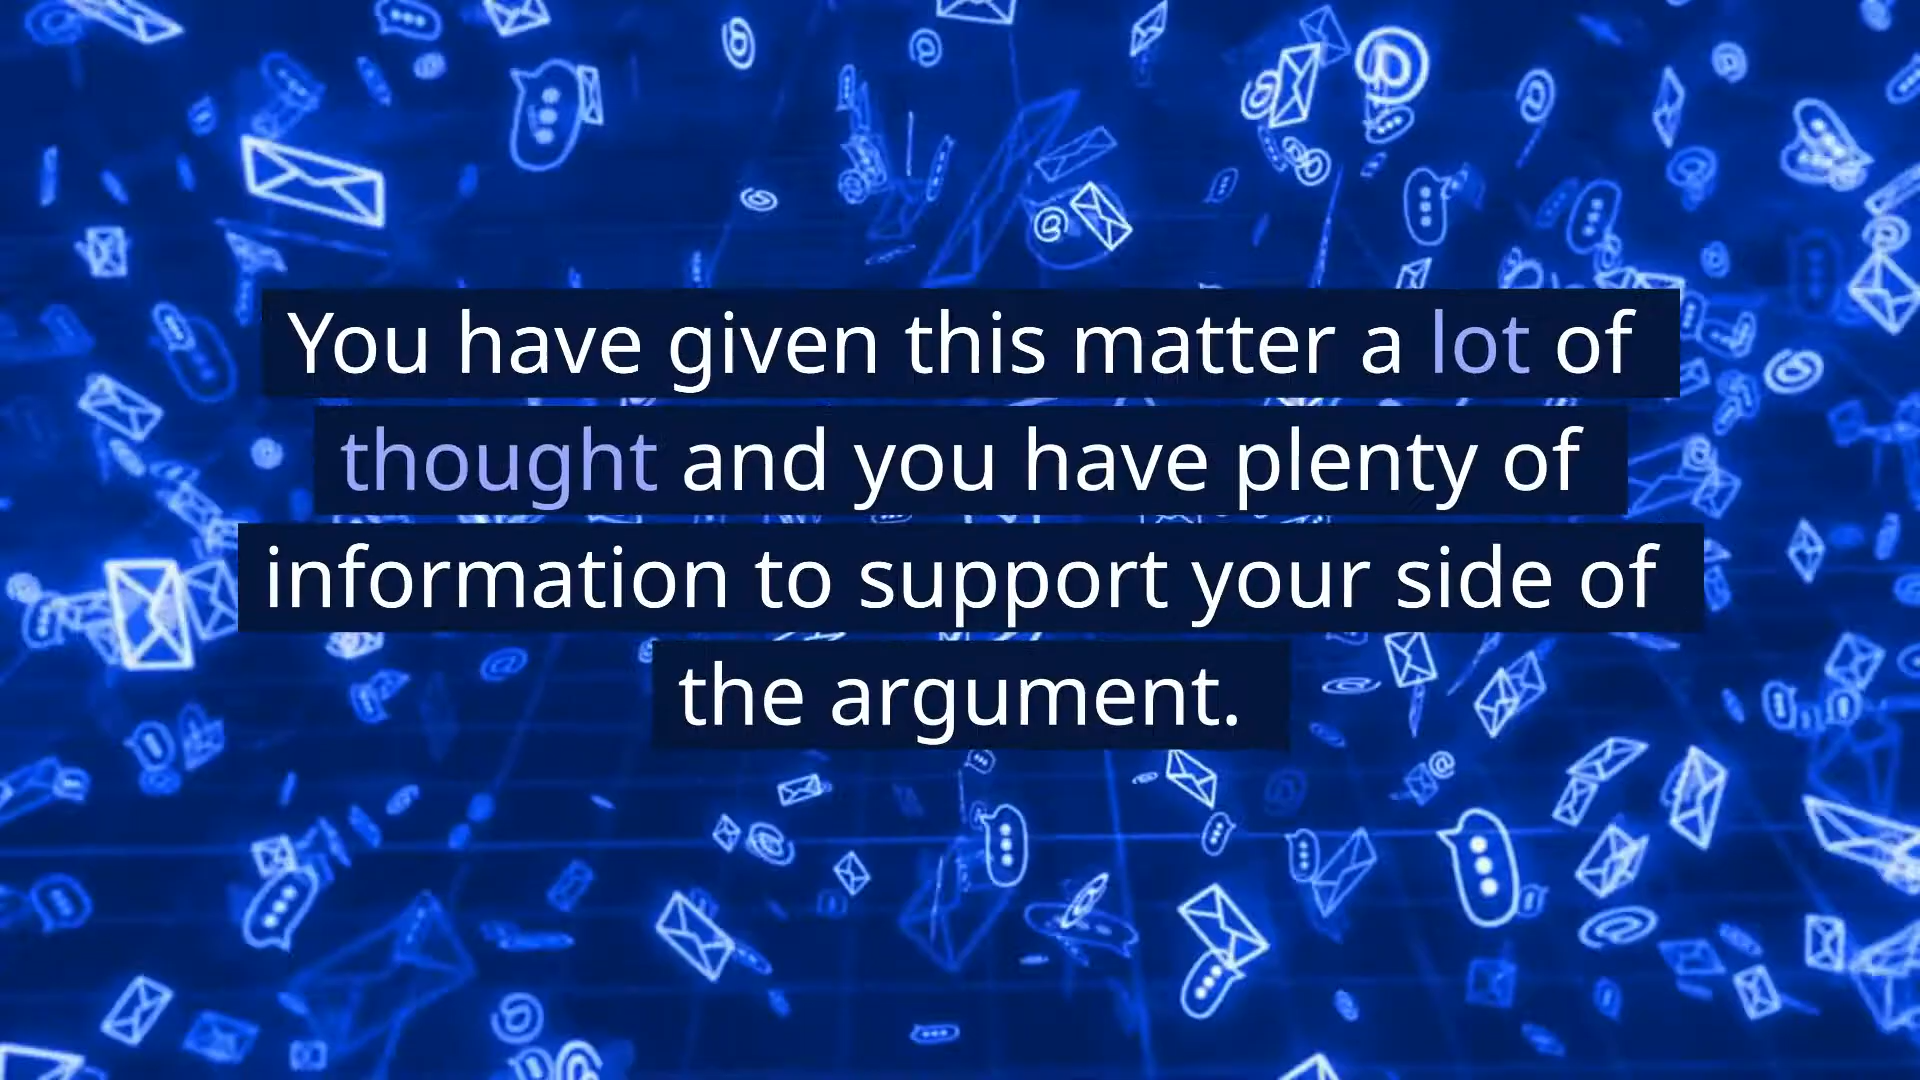 You have given this matter a lot of
thought and you have plenty of
information to support your side of
the argument.